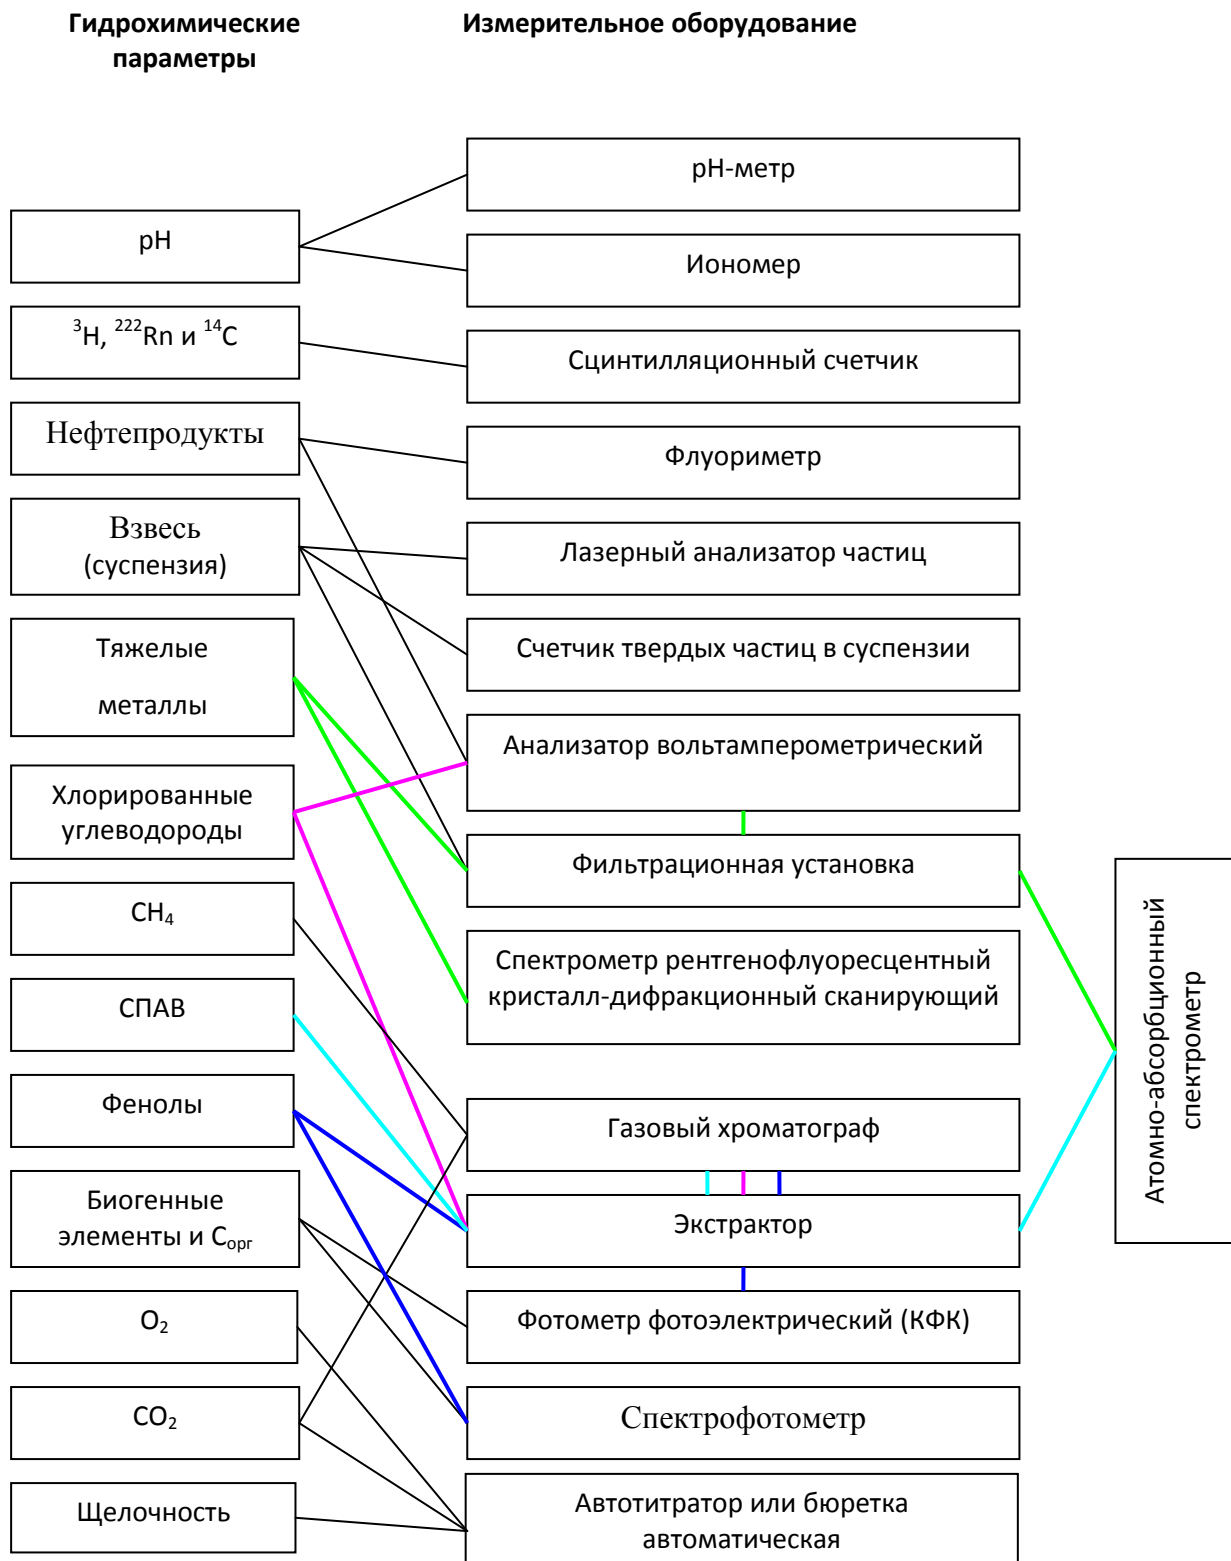 Гидрохимические
параметры
Измерительное оборудование
рН-метр
рН
Иономер
³H, ²²²Rn и ¹⁴C
Сцинтилляционный счетчик
Нефтепродукты
Флуориметр
Взвесь
(суспензия)
Лазерный анализатор частиц
Тяжелые
металлы
Счетчик твердых частиц в суспензии
Анализатор вольтамперометрический
Хлорированные
углеводороды
Фильтрационная установка
CH₄
Спектрометр рентгенофлуоресцентный
кристалл-дифракционный сканирующий
СПАВ
Атомно-абсорбционный
спектрометр
Фенолы
Газовый хроматограф
Биогенные
элементы и Cорг
Экстрактор
O₂
Фотометр фотоэлектрический (КФК)
CO₂
Спектрофотометр
Щелочность
Автотитратор или бюретка
автоматическая